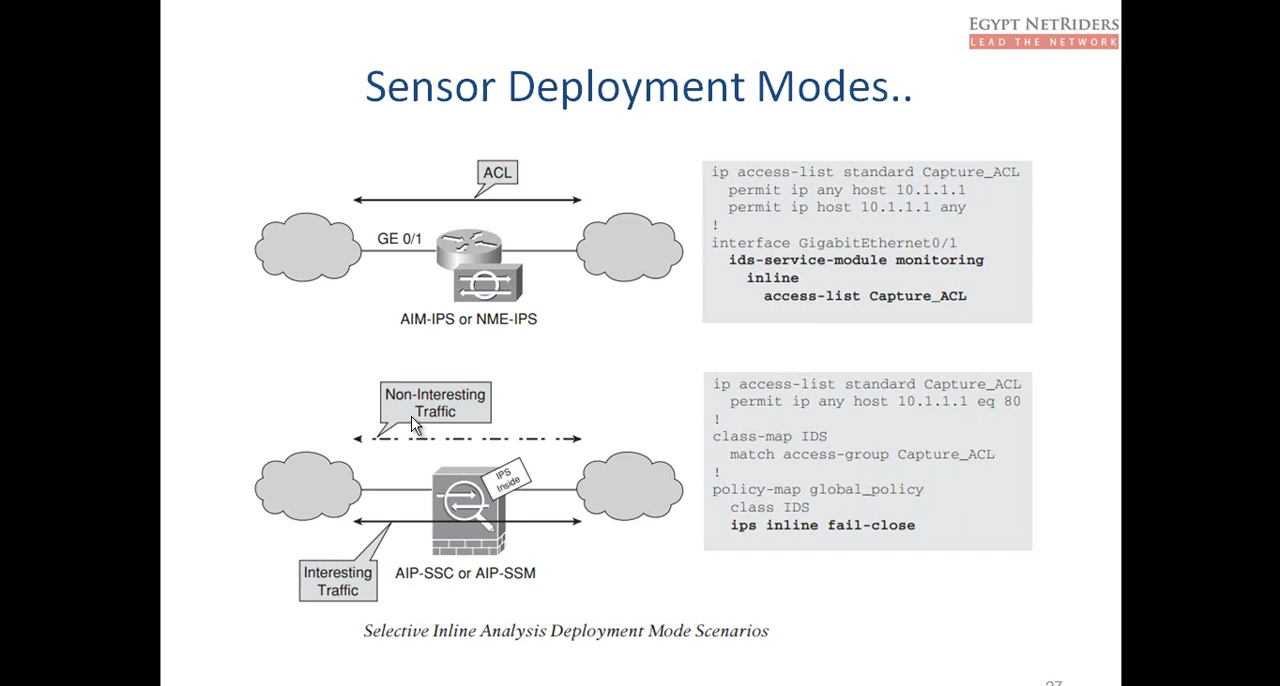 EGYPT NETRIDERS
LEAD THE NETWORK
Sensor Deployment Modes..
ACL
GE 0/1
AIM-IPS or NME-IPS
ip access-list standard Capture_ACL
permit ip any host 10.1.1.1
permit ip host 10.1.1.1 any
!
interface GigabitEthernet0/1
ids-service-module monitoring
inline
access-list Capture_ACL
Non-Interesting
Traffic
IPS
Inside
Interesting
Traffic
AIP-SSC or AIP-SSM
ip access-list standard Capture_ACL
permit ip any host 10.1.1.1 eq 80
!
class-map IDS
match access-group Capture_ACL
!
policy-map global_policy
class IDS
ips inline fail-close
Selective Inline Analysis Deployment Mode Scenarios